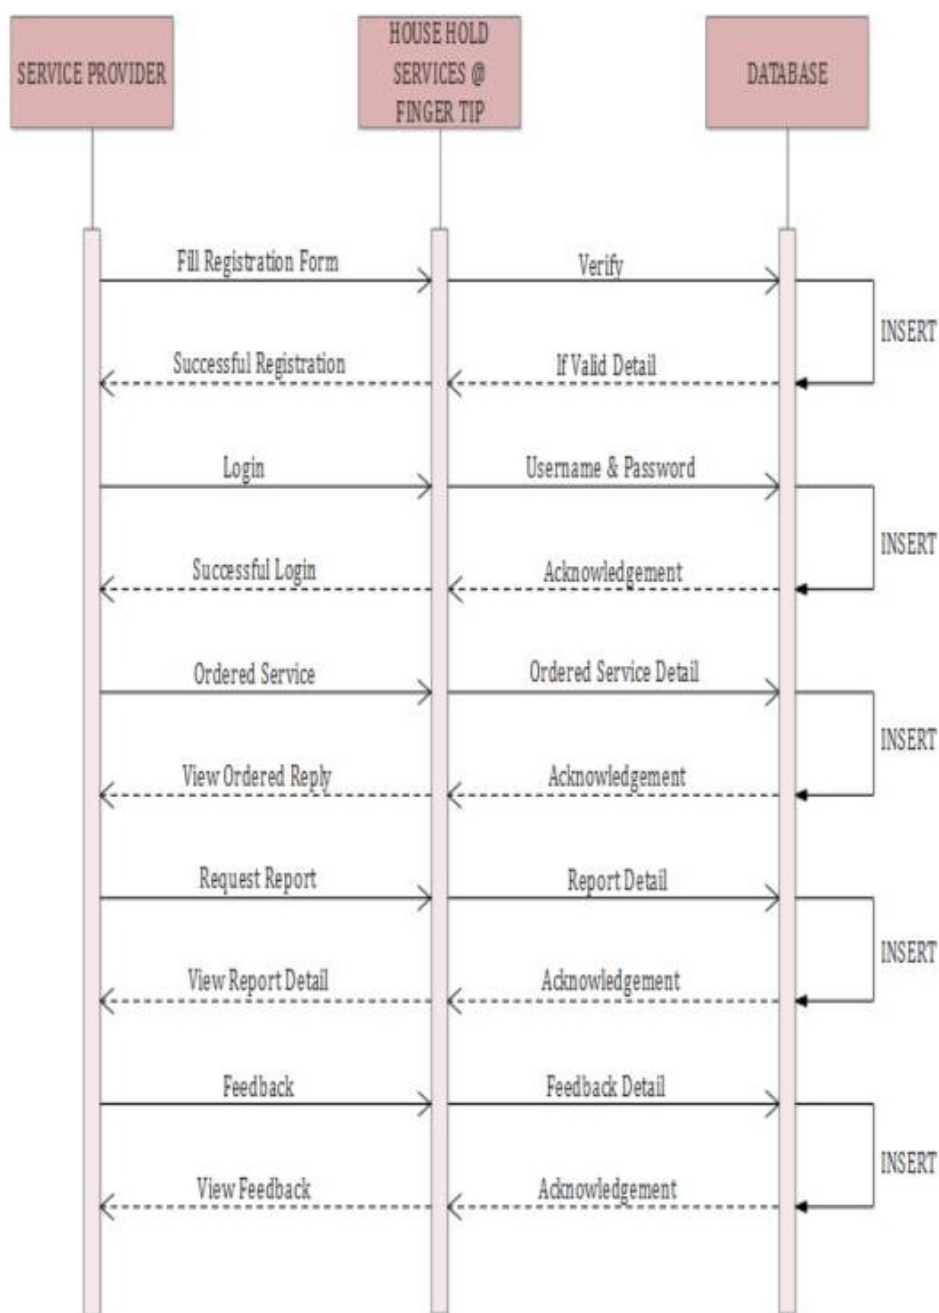 SERVICE PROVIDER
HOUSE HOLD
SERVICES @
FINGER TIP
DATABASE
Fill Registration Form
Verify
INSERT
Successful Registration
If Valid Detail
Login
Username & Password
INSERT
Successful Login
Acknowledgement
Ordered Service
Ordered Service Detail
INSERT
View Ordered Reply
Acknowledgement
Request Report
Report Detail
INSERT
View Report Detail
Acknowledgement
Feedback
Feedback Detail
INSERT
View Feedback
Acknowledgement